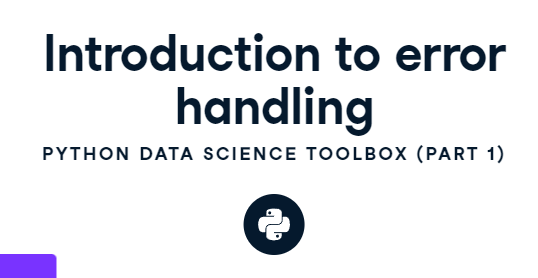 Introduction to error
handling
PYTHON DATA SCIENCE TOOLBOX (PART 1)